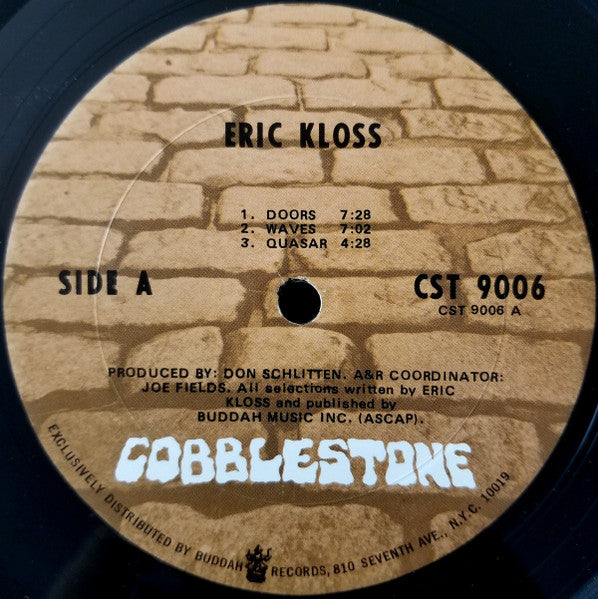 ERIC KLOSS
1. DOORS 7:28
2. WAVES 7:02
3. QUASAR 4:28
SIDE A
CST 9006
CST 9006 A
PRODUCED BY: DON SCHLITTEN. A&R COORDINATOR:
JOE FIELDS. All selections written by ERIC
KLOSS and published by
BUDDAH MUSIC INC. (ASCAP).
COBBLESTONE
EXCLUSIVELY DISTRIBUTED BY BUDDAH RECORDS, 810 SEVENTH AVE., N.Y.C. 10019